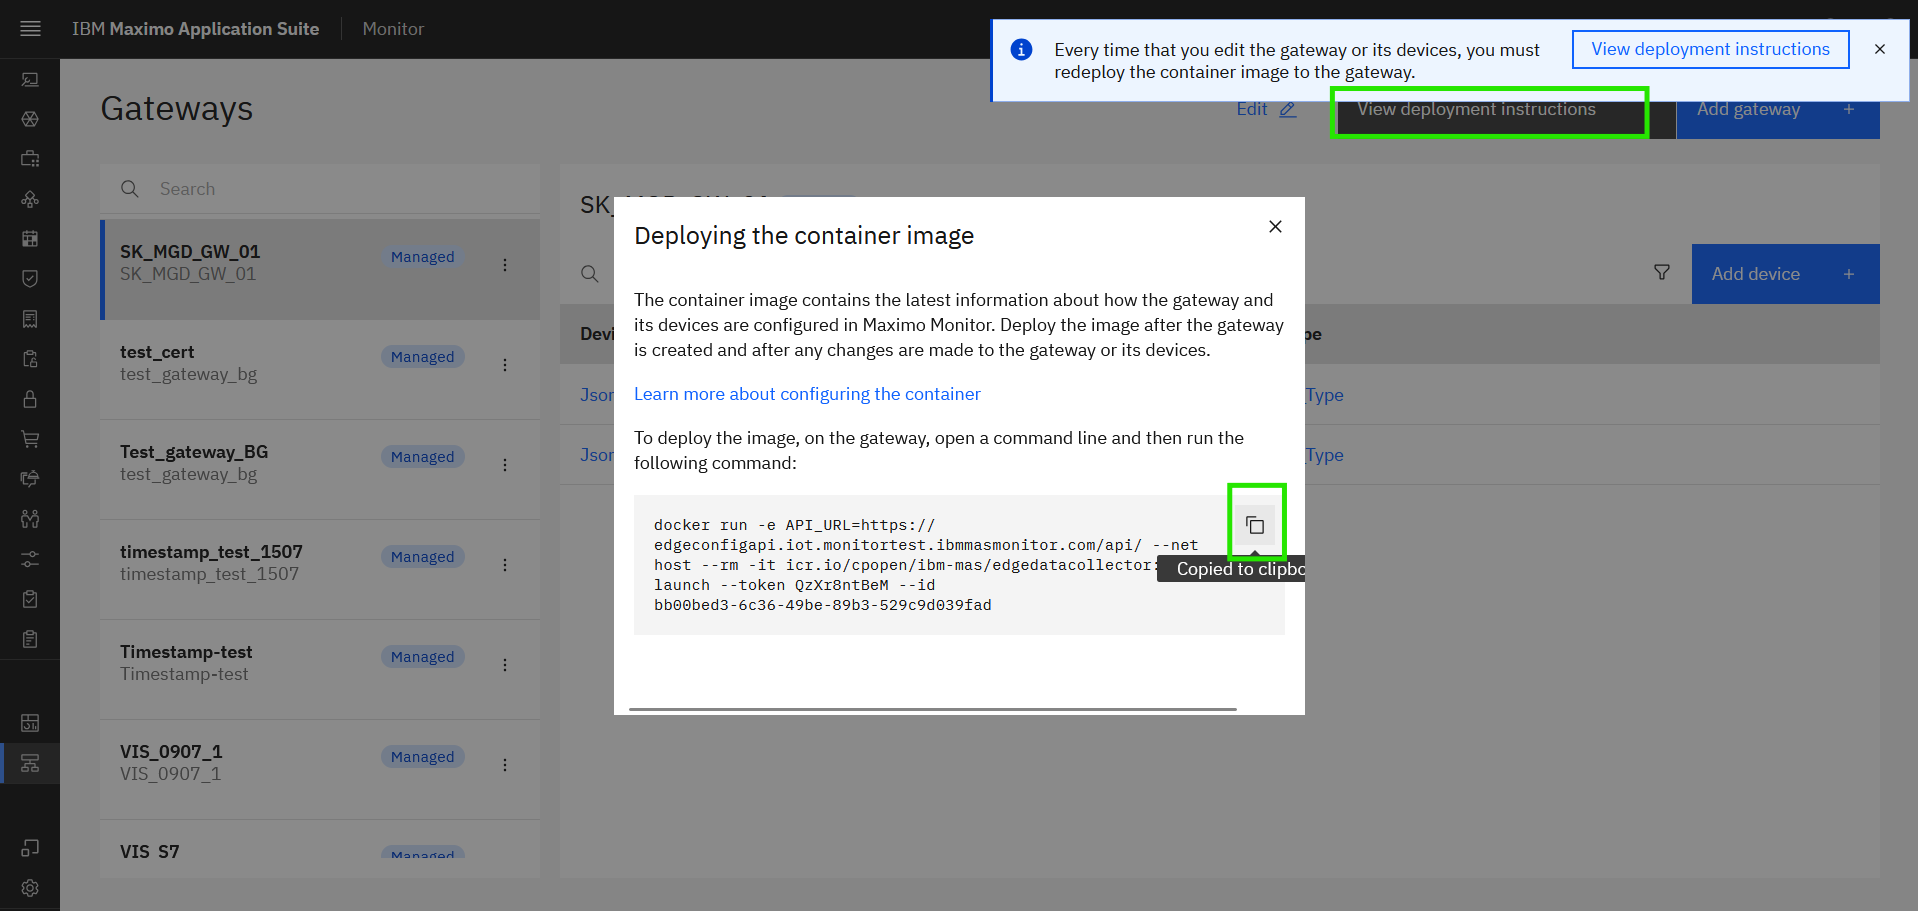 IBM Maximo Application Suite
Monitor
Every time that you edit the gateway or its devices, you must
redeploy the container image to the gateway.
View deployment instructions
Gateways
Edit
View deployment instructions
Add gateway
Search
SK_MGD_GW_01
SK_MGD_GW_01
Managed
test_cert
test_gateway_bg
Managed
Test_gateway_BG
test_gateway_bg
Managed
timestamp_test_1507
timestamp_test_1507
Managed
Timestamp-test
Timestamp-test
Managed
VIS_0907_1
VIS_0907_1
Managed
VIS_S7
Managed
Add device
Type
Type
Deploying the container image
The container image contains the latest information about how the gateway and
its devices are configured in Maximo Monitor. Deploy the image after the gateway
is created and after any changes are made to the gateway or its devices.
Learn more about configuring the container
To deploy the image, on the gateway, open a command line and then run the
following command:
docker run -e API_URL=https://
edgeconfigapi.iot.monitortest.ibmmasmonitor.com/api/ --net
host --rm -it icr.io/cpopen/ibm-mas/edgedatacollector:
launch --token QzXr8ntBeM --id
bb00bed3-6c36-49be-89b3-529c9d039fad
Copied to clipbo